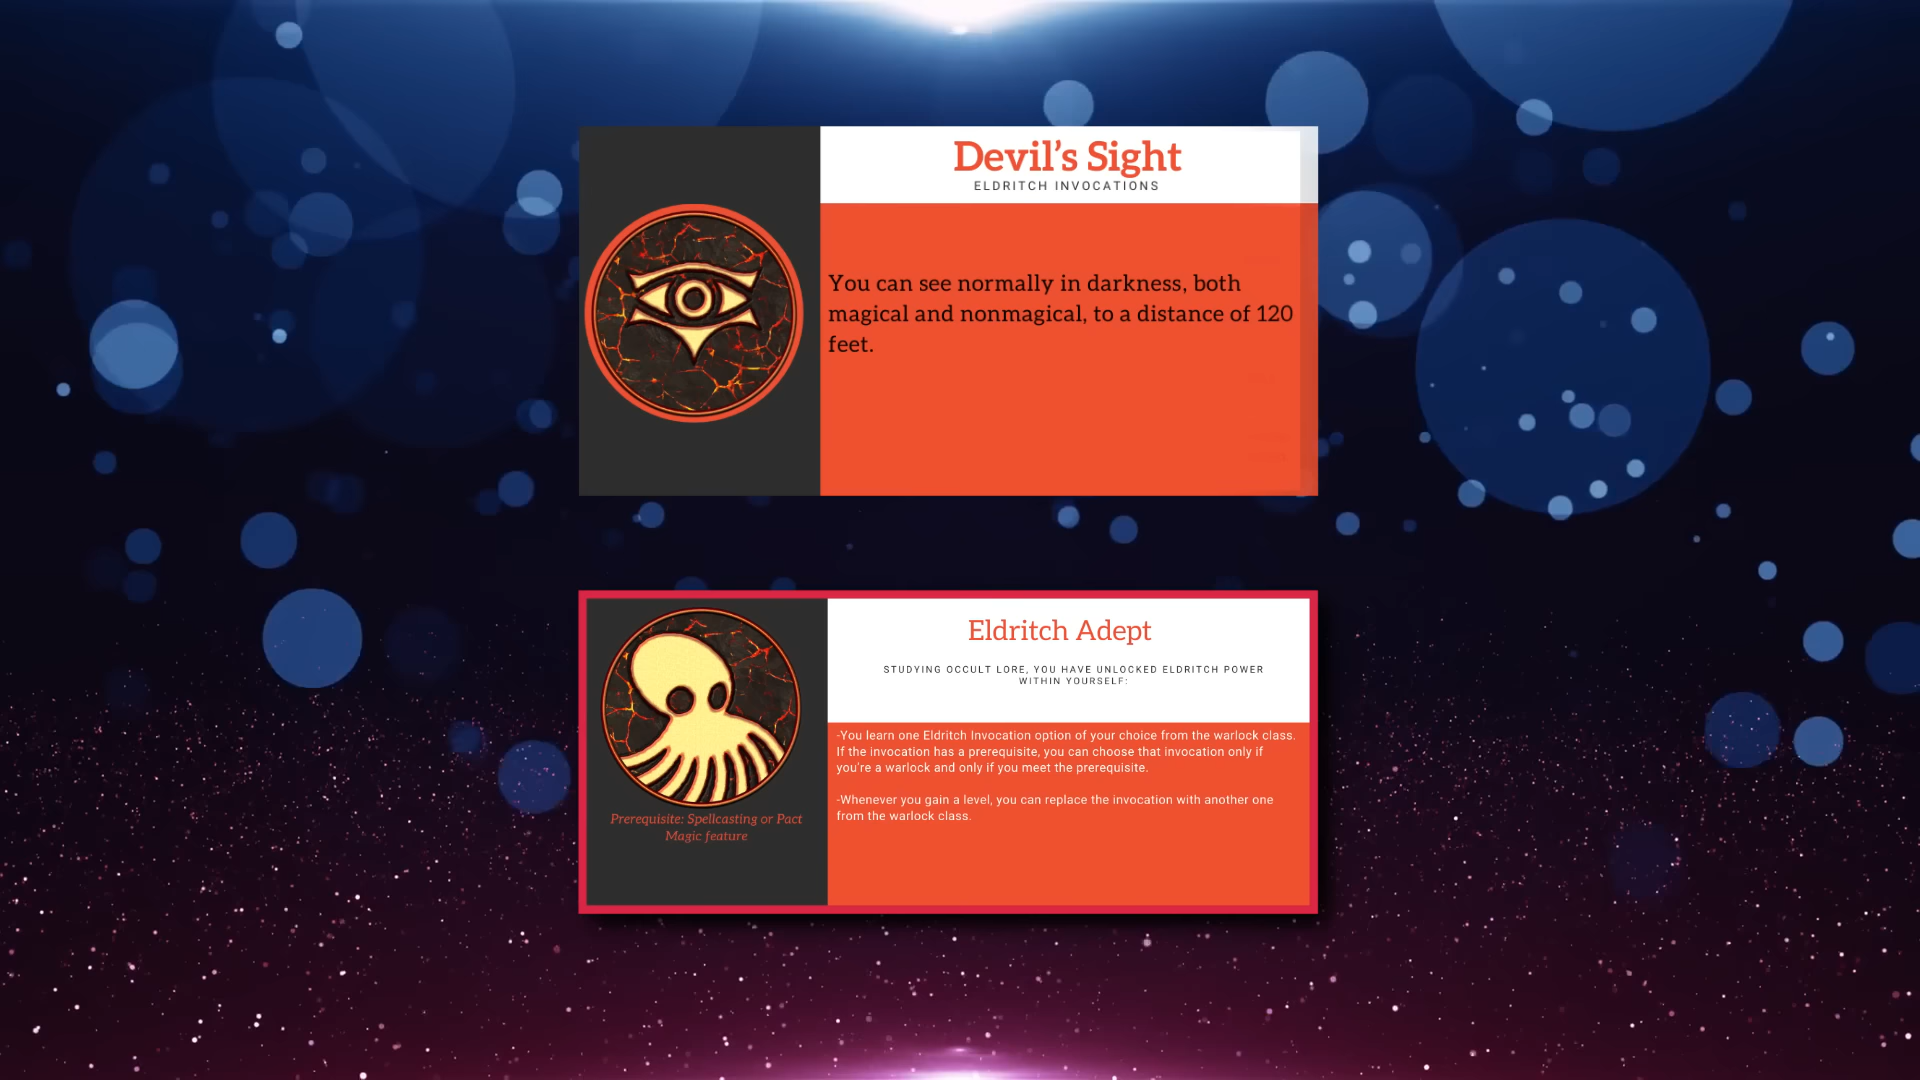 Devil’s Sight
ELDRITCH INVOCATIONS
You can see normally in darkness, both
magical and nonmagical, to a distance of 120
feet.
Eldritch Adept
STUDYING OCCULT LORE, YOU HAVE UNLOCKED ELDRITCH POWER
WITHIN YOURSELF:
-You learn one Eldritch Invocation option of your choice from the warlock class.
If the invocation has a prerequisite, you can choose that invocation only if
you're a warlock and only if you meet the prerequisite.
-Whenever you gain a level, you can replace the invocation with another one
from the warlock class.
Prerequisite: Spellcasting or Pact
Magic feature